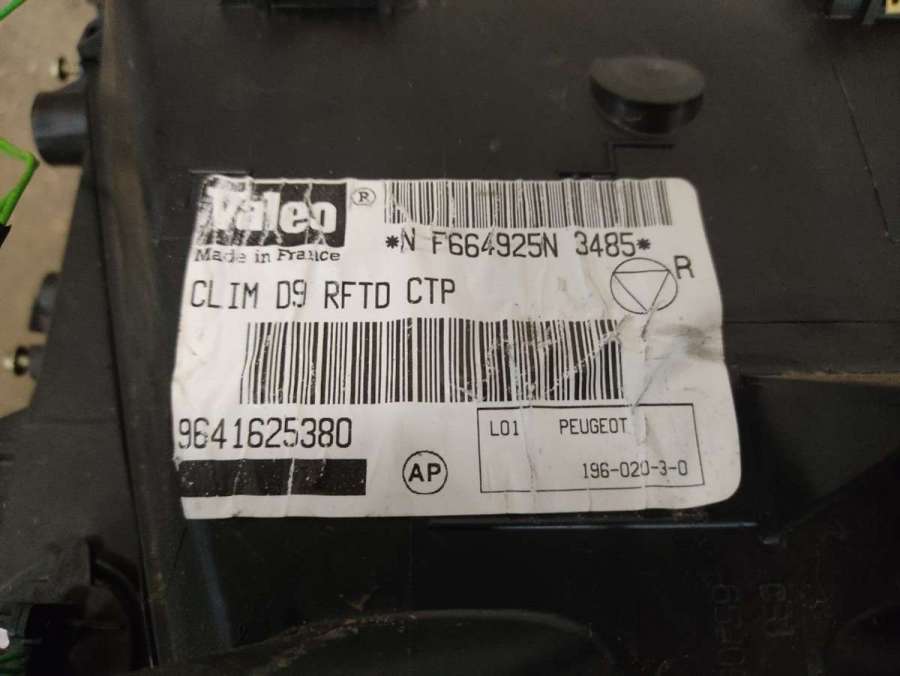 Valeo ®
Made in France
*N F664925N 3485*
R
CLIM D9 RFTD CTP
9641625380
AP
L01 PEUGEOT
196-020-3-0